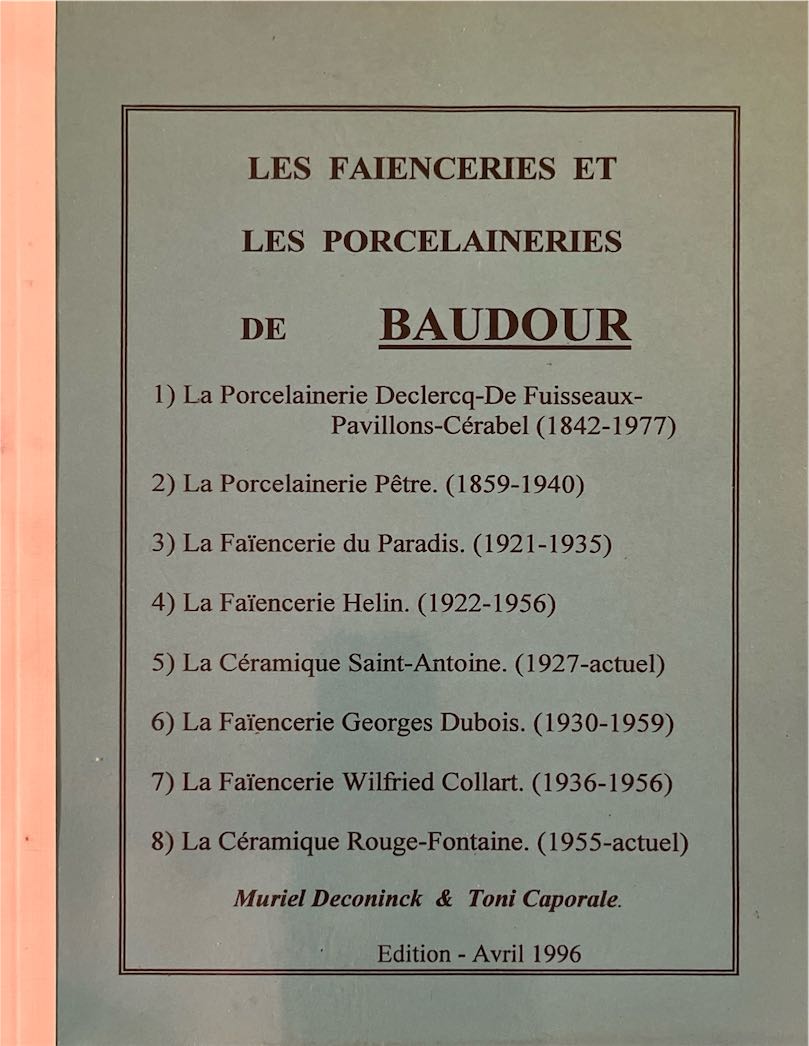 LES FAIENCERIES ET
LES PORCELAINERIES
DE BAUDOUR
1) La Porcelainerie Declercq-De Fuisseaux-
Pavillons-Cérabel (1842-1977)
2) La Porcelainerie Pêtre. (1859-1940)
3) La Faïencerie du Paradis. (1921-1935)
4) La Faïencerie Helin. (1922-1956)
5) La Céramique Saint-Antoine. (1927-actuel)
6) La Faïencerie Georges Dubois. (1930-1959)
7) La Faïencerie Wilfried Collart. (1936-1956)
8) La Céramique Rouge-Fontaine. (1955-actuel)
Muriel Deconinck & Toni Caporale.
Edition - Avril 1996